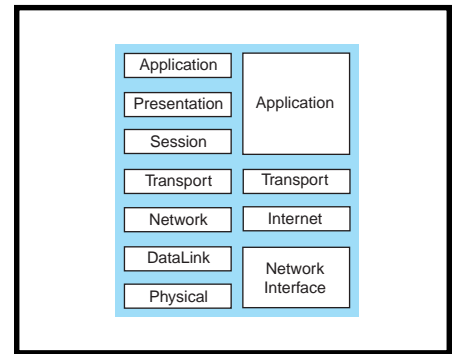 Application
Presentation
Session
Transport
Network
DataLink
Physical
Application
Transport
Internet
Network
Interface